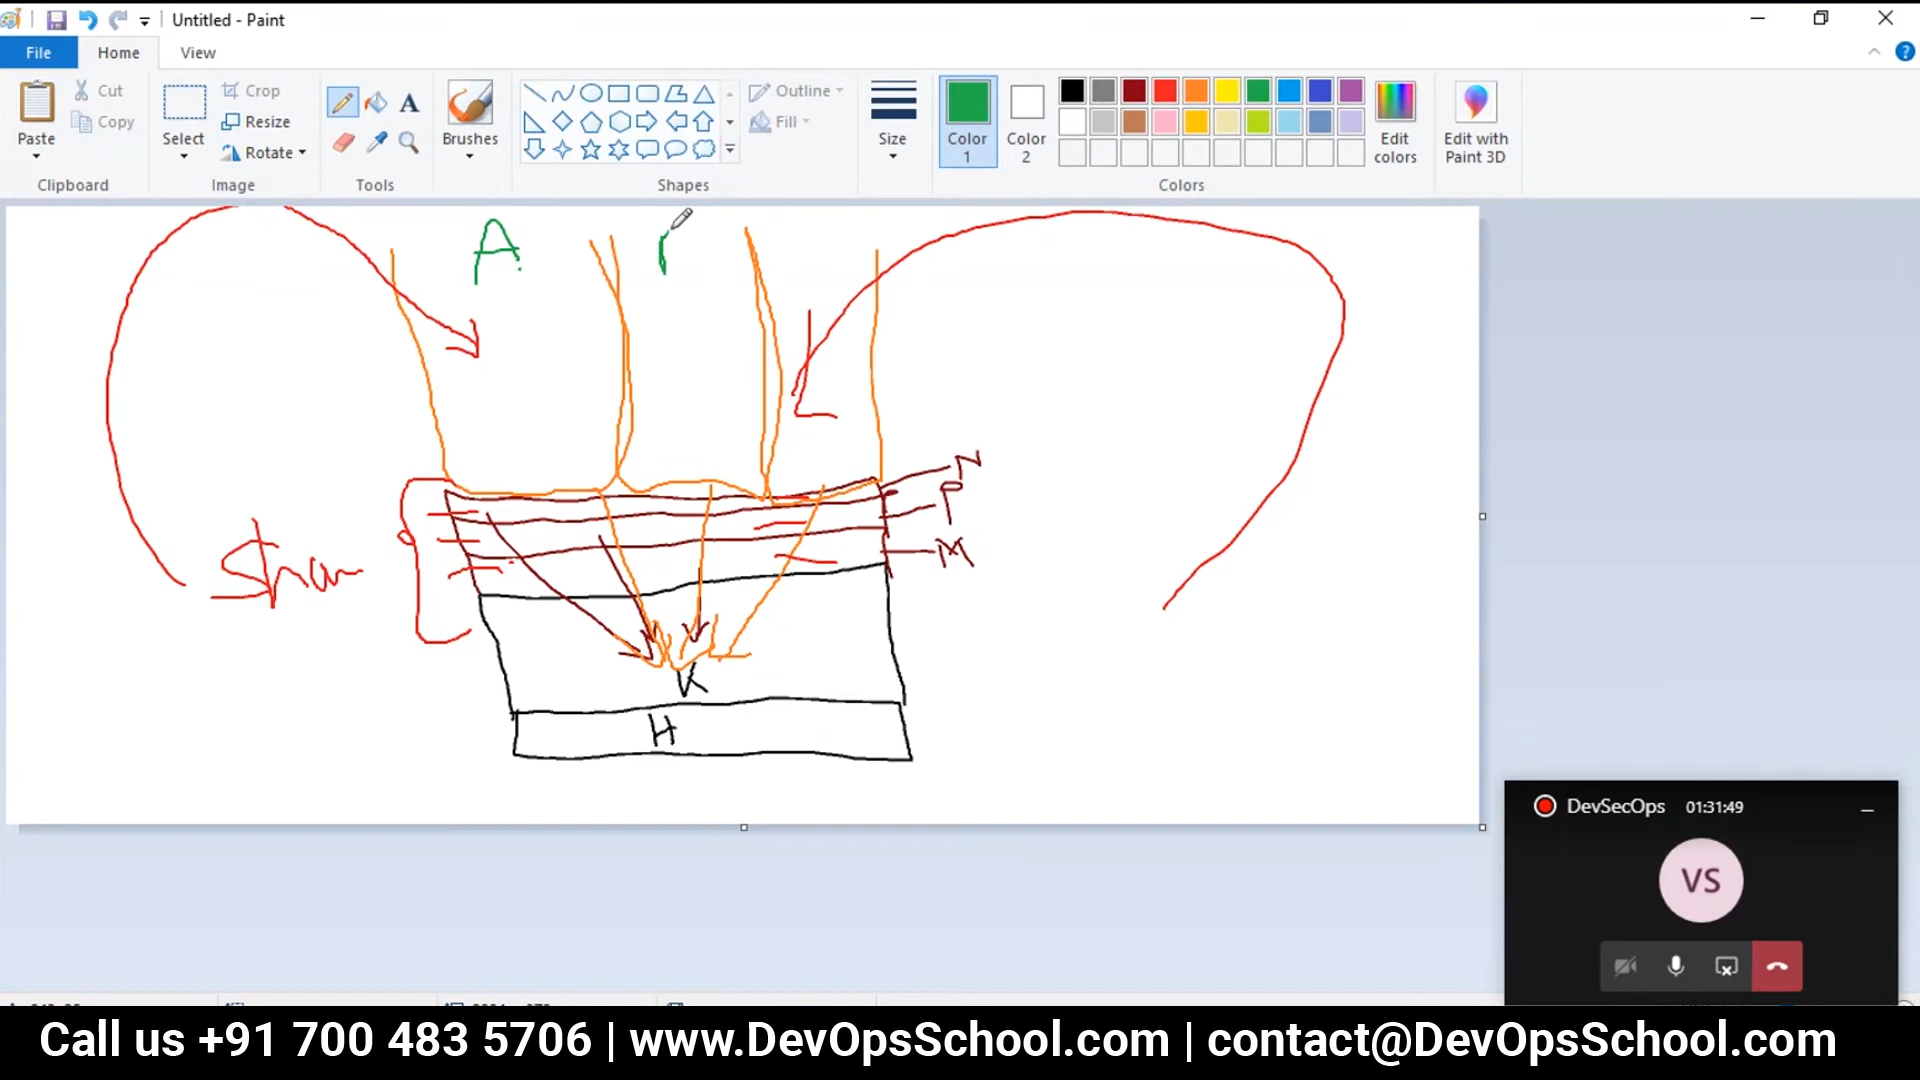 Untitled - Paint
File Home View
Paste
Cut
Copy
Clipboard
Select
Crop
Resize
Rotate
Image
A
Tools
Brushes
Shapes
Outline
Fill
Size
Color 1
Color 2
Edit colors
Edit with Paint 3D
Colors
A
N
P
M
K
H
DevSecOps 01:31:49
VS
Call us +91 700 483 5706 | www.DevOpsSchool.com | contact@DevOpsSchool.com